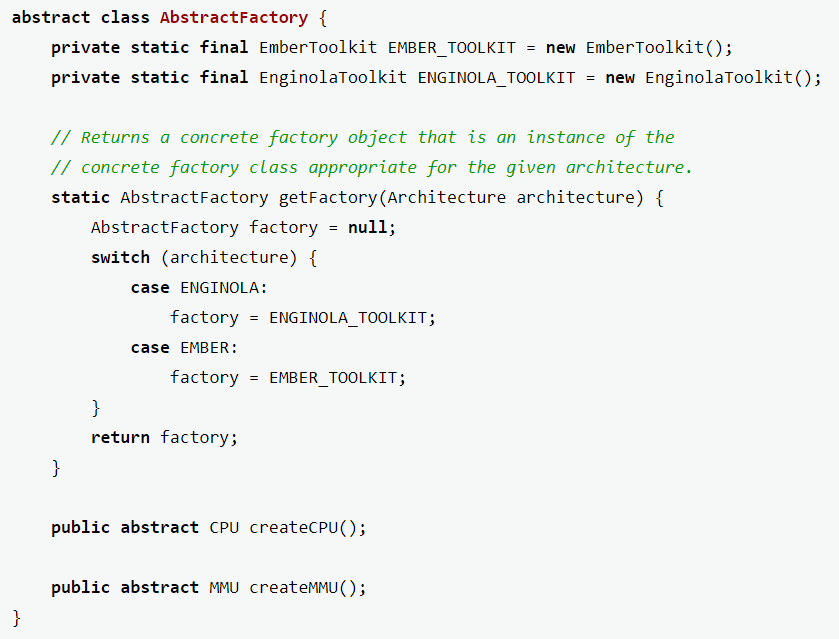 abstract class AbstractFactory {
    private static final EmberToolkit EMBER_TOOLKIT = new EmberToolkit();
    private static final EnginolaToolkit ENGINOLA_TOOLKIT = new EnginolaToolkit();

    // Returns a concrete factory object that is an instance of the
    // concrete factory class appropriate for the given architecture.
    static AbstractFactory getFactory(Architecture architecture) {
        AbstractFactory factory = null;
        switch (architecture) {
            case ENGINOLA:
                factory = ENGINOLA_TOOLKIT;
            case EMBER:
                factory = EMBER_TOOLKIT;
        }
        return factory;
    }

    public abstract CPU createCPU();

    public abstract MMU createMMU();
}